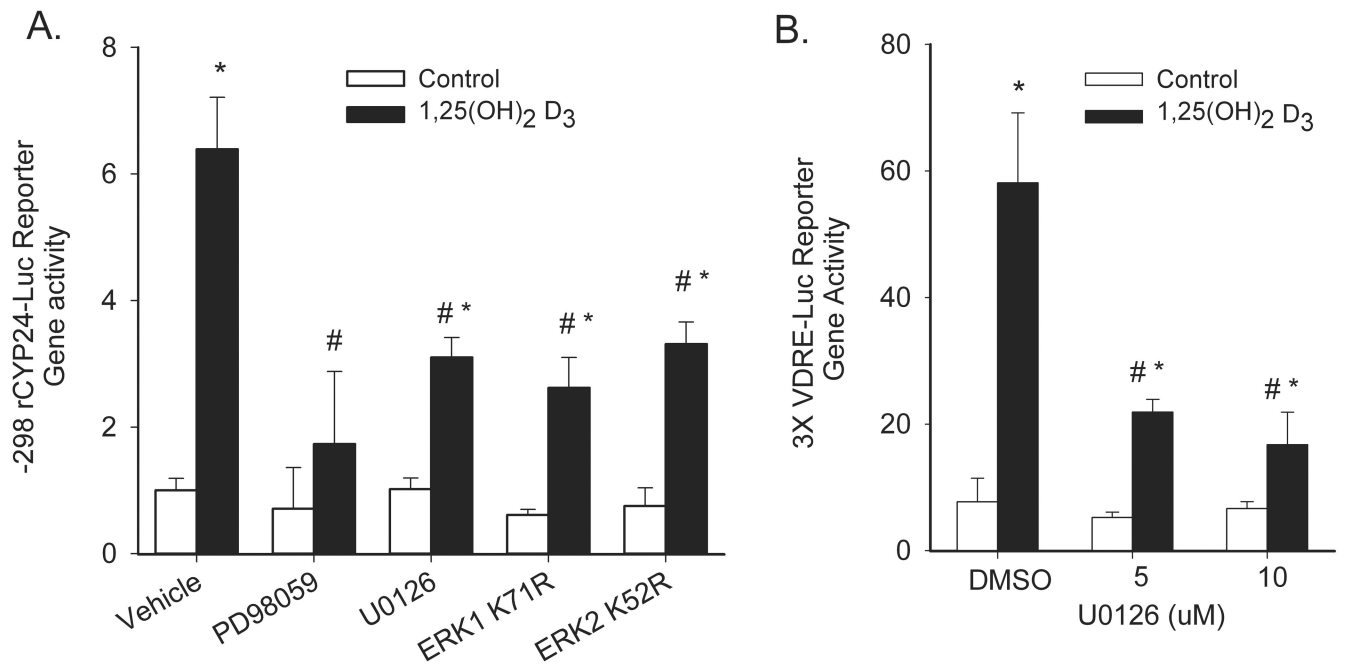 A.
-298 rCYP24-Luc Reporter
Gene activity
8
6
4
2
0
Control
1,25(OH)2 D3
*
#
# *
# *
# *
Vehicle
PD98059
U0126
ERK1 K71R
ERK2 K52R
B.
3X VDRE-Luc Reporter
Gene Activity
80
60
40
20
0
Control
1,25(OH)2 D3
*
# *
# *
DMSO
5
10
U0126 (uM)